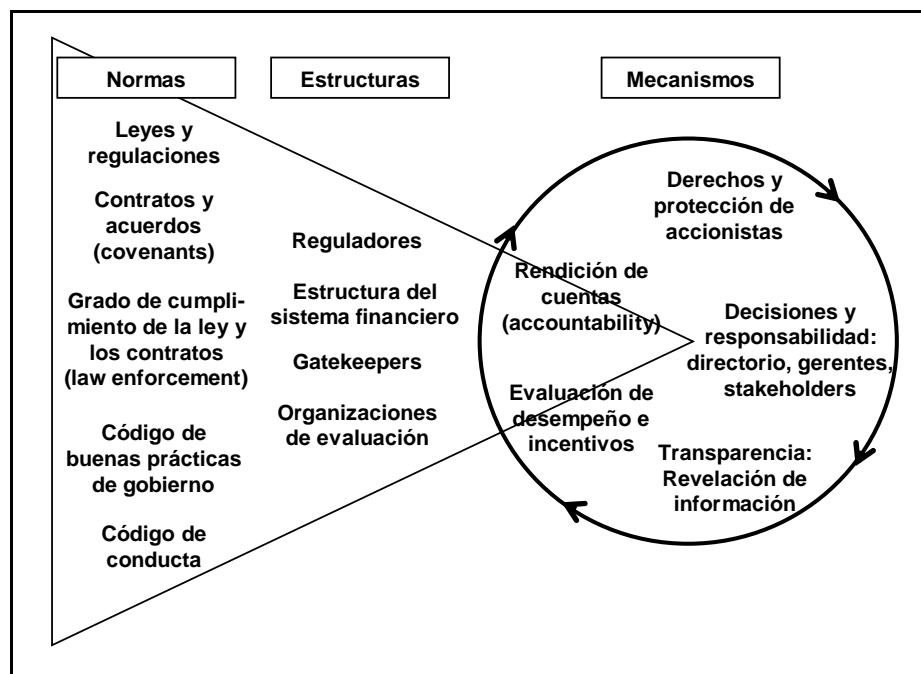 Normas
Estructuras
Mecanismos
Leyes y
regulaciones
Contratos y
acuerdos
(covenants)
Grado de cumpli-
miento de la ley y
los contratos
(law enforcement)
Código de
buenas prácticas
de gobierno
Código de
conducta
Reguladores
Estructura del
sistema financiero
Gatekeepers
Organizaciones
de evaluación
Derechos y
protección de
accionistas
Decisiones y
responsabilidad:
directorio, gerentes,
stakeholders
Transparencia:
Revelación de
información
Evaluación de
desempeño e
incentivos
Rendición de
cuentas
(accountability)